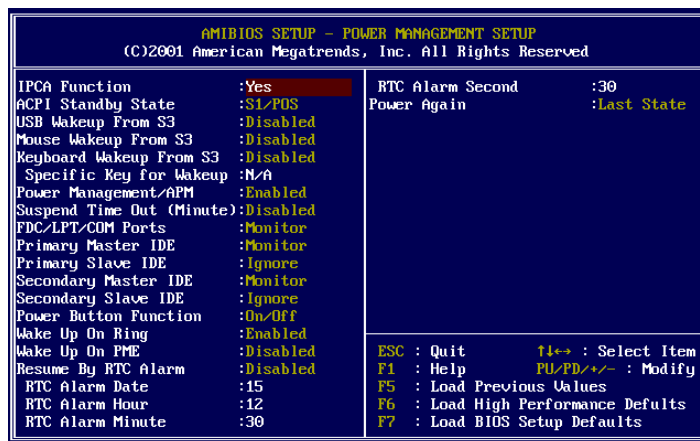 AMIBIOS SETUP - POWER MANAGEMENT SETUP
(C)2001 American Megatrends, Inc. All Rights Reserved
IPCA Function :Yes
ACPI Standby State :S1/POS
USB Wakeup From S3 :Disabled
Mouse Wakeup From S3 :Disabled
Keyboard Wakeup From S3 :Disabled
Specific Key for Wakeup :N/A
Power Management/APM :Enabled
Suspend Time Out (Minute):Disabled
FDC/LPT/COM Ports :Monitor
Primary Master IDE :Monitor
Primary Slave IDE :Ignore
Secondary Master IDE :Monitor
Secondary Slave IDE :Ignore
Power Button Function :On/Off
Wake Up On Ring :Enabled
Wake Up On PME :Disabled
Resume By RTC Alarm :Disabled
RTC Alarm Date :15
RTC Alarm Hour :12
RTC Alarm Minute :30
RTC Alarm Second :30
Power Again :Last State
ESC : Quit ↑↓←→ : Select Item
F1 : Help PU/PD/+/- : Modify
F5 : Load Previous Values
F6 : Load High Performance Defults
F7 : Load BIOS Setup Defaults